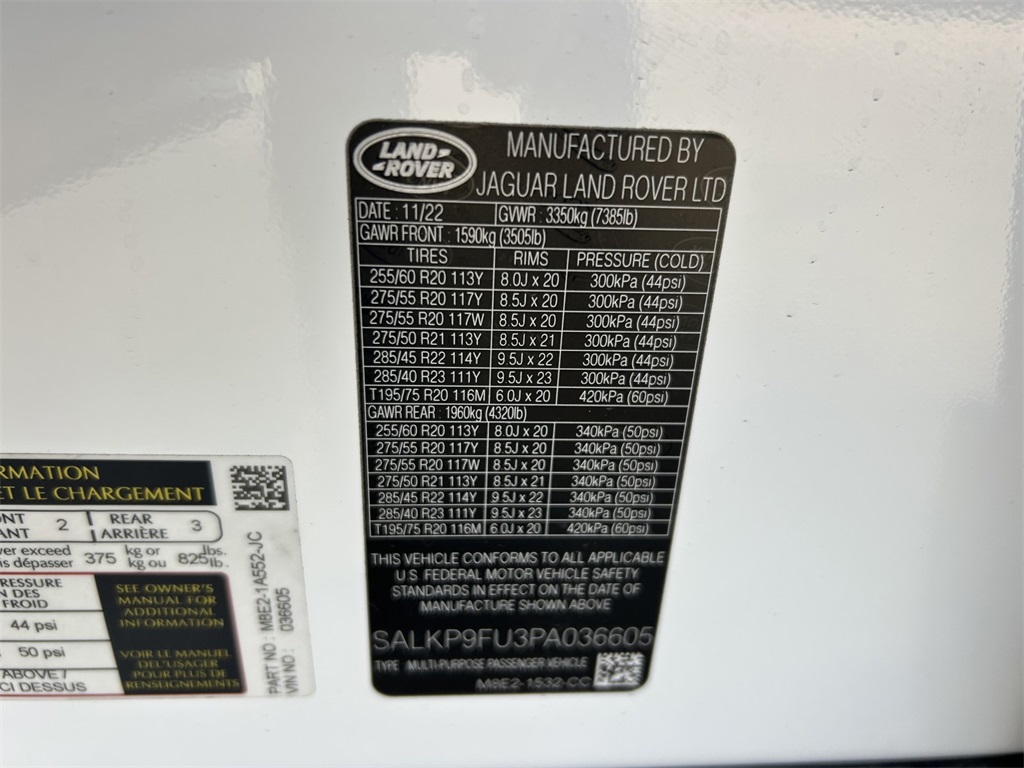 LAND ROVER
MANUFACTURED BY
JAGUAR LAND ROVER LTD
DATE : 11/22 GVWR : 3350kg (7385lb)
GAWR FRONT : 1590kg (3505lb)
TIRES RIMS PRESSURE (COLD)
255/60 R20 113Y 8.0J x 20 300kPa (44psi)
275/55 R20 117Y 8.5J x 20 300kPa (44psi)
275/55 R20 117W 8.5J x 20 300kPa (44psi)
275/50 R21 113Y 8.5J x 21 300kPa (44psi)
285/45 R22 114Y 9.5J x 22 300kPa (44psi)
285/40 R23 111Y 9.5J x 23 300kPa (44psi)
T195/75 R20 116M 6.0J x 20 420kPa (60psi)
GAWR REAR : 1960kg (4320lb)
255/60 R20 113Y 8.0J x 20 340kPa (50psi)
275/55 R20 117Y 8.5J x 20 340kPa (50psi)
275/55 R20 117W 8.5J x 20 340kPa (50psi)
275/50 R21 113Y 8.5J x 21 340kPa (50psi)
285/45 R22 114Y 9.5J x 22 340kPa (50psi)
285/40 R23 111Y 9.5J x 23 340kPa (50psi)
T195/75 R20 116M 6.0J x 20 420kPa (60psi)
THIS VEHICLE CONFORMS TO ALL APPLICABLE
U.S. FEDERAL MOTOR VEHICLE SAFETY
STANDARDS IN EFFECT ON THE DATE OF
MANUFACTURE SHOWN ABOVE
SALKP9FU3PA036605
TYPE : MULTI-PURPOSE PASSENGER VEHICLE
M8E2-1532-CC
RMATION
ET LE CHARGEMENT
ONT 2 REAR 3
ANT ARRIÈRE
ver exceed 375 kg or 825 lbs.
is dépasser kg ou lb.
RESSURE
N DES
FROID
44 psi
50 psi
ABOVE /
CI DESSUS
SEE OWNER'S
MANUAL FOR
ADDITIONAL
INFORMATION
VOIR LE MANUEL
DEL'USAGER
POUR PLUS DE
RENSEIGNEMENTS
PART NO : M8E2-1A552-JC
VIN NO : 036605